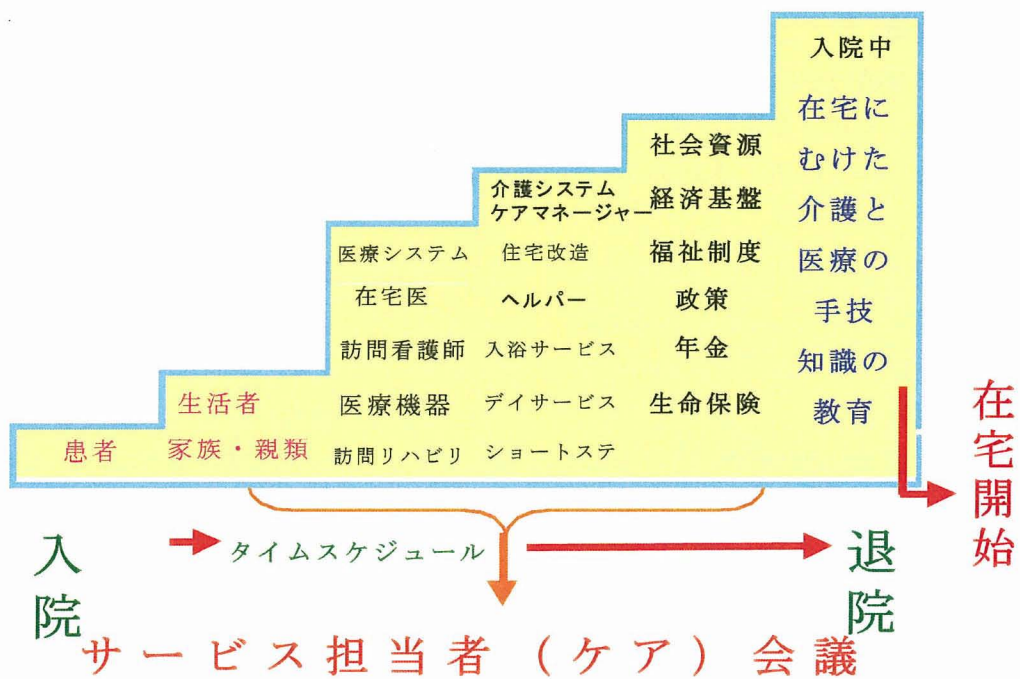 患者
生活者
家族・親類
医療システム
在宅医
訪問看護師
医療機器
訪問リハビリ
介護システム
ケアマネージャー
住宅改造
ヘルパー
入浴サービス
デイサービス
ショートステ
社会資源
経済基盤
福祉制度
政策
年金
生命保険
入院中
在宅に
むけた
介護と
医療の
手技
知識の
教育
在宅開始
入院
タイムスケジュール
退院
サービス担当者（ケア）会議